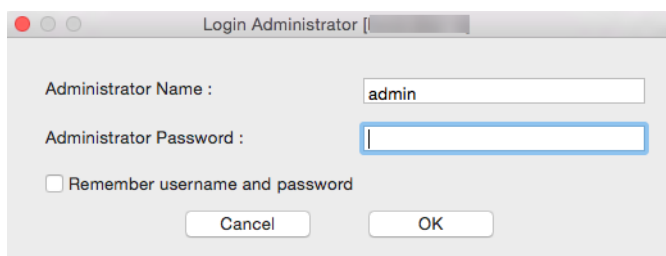 Login Administrator [
Administrator Name :
admin
Administrator Password :
Remember username and password
Cancel
OK